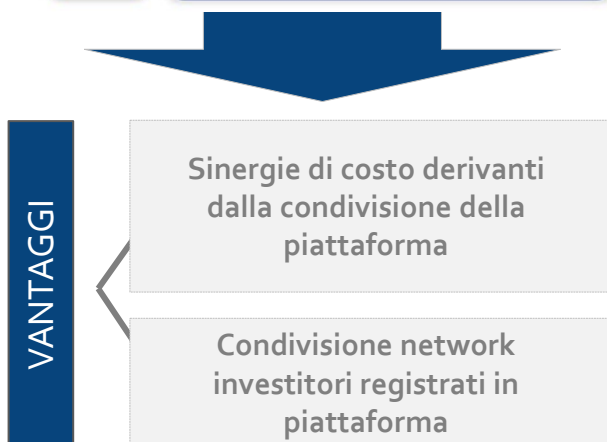 VANTAGGI
Sinergie di costo derivanti
dalla condivisione della
piattaforma
Condivisione network
investitori registrati in
piattaforma